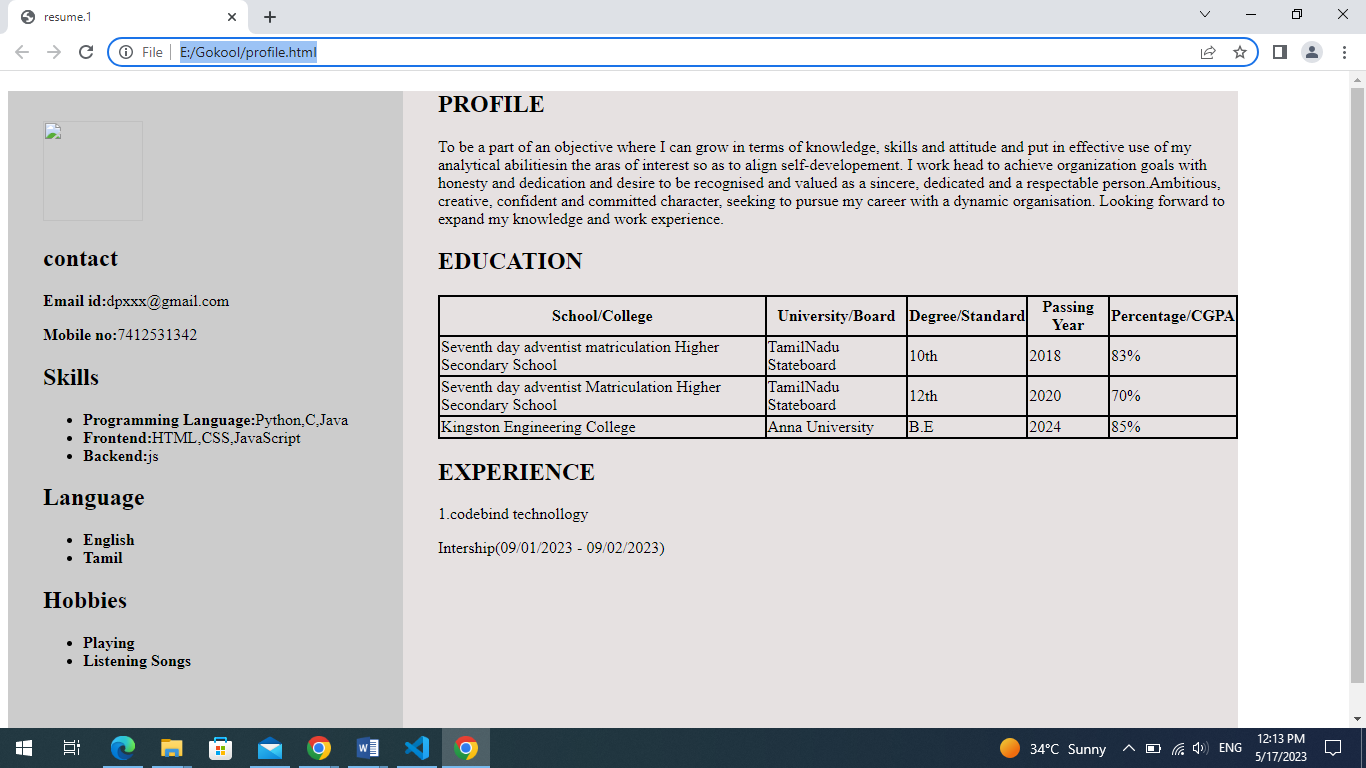 resume.1
File
E:/Gokool/profile.html
contact
Email id:dpxxx@gmail.com
Mobile no:7412531342
Skills
Programming Language:Python,C,Java
Frontend:HTML,CSS,JavaScript
Backend:js
Language
English
Tamil
Hobbies
Playing
Listening Songs
PROFILE
To be a part of an objective where I can grow in terms of knowledge, skills and attitude and put in effective use of my
analytical abilitiesin the aras of interest so as to align self-developement. I work head to achieve organization goals with
honesty and dedication and desire to be recognised and valued as a sincere, dedicated and a respectable person.Ambitious,
creative, confident and committed character, seeking to pursue my career with a dynamic organisation. Looking forward to
expand my knowledge and work experience.
EDUCATION
School/College University/Board Degree/Standard Passing Year Percentage/CGPA
Seventh day adventist matriculation Higher Secondary School TamilNadu Stateboard 10th 2018 83%
Seventh day adventist Matriculation Higher Secondary School TamilNadu Stateboard 12th 2020 70%
Kingston Engineering College Anna University B.E 2024 85%
EXPERIENCE
1.codebind technollogy
Intership(09/01/2023 - 09/02/2023)
34°C Sunny
ENG
12:13 PM
5/17/2023